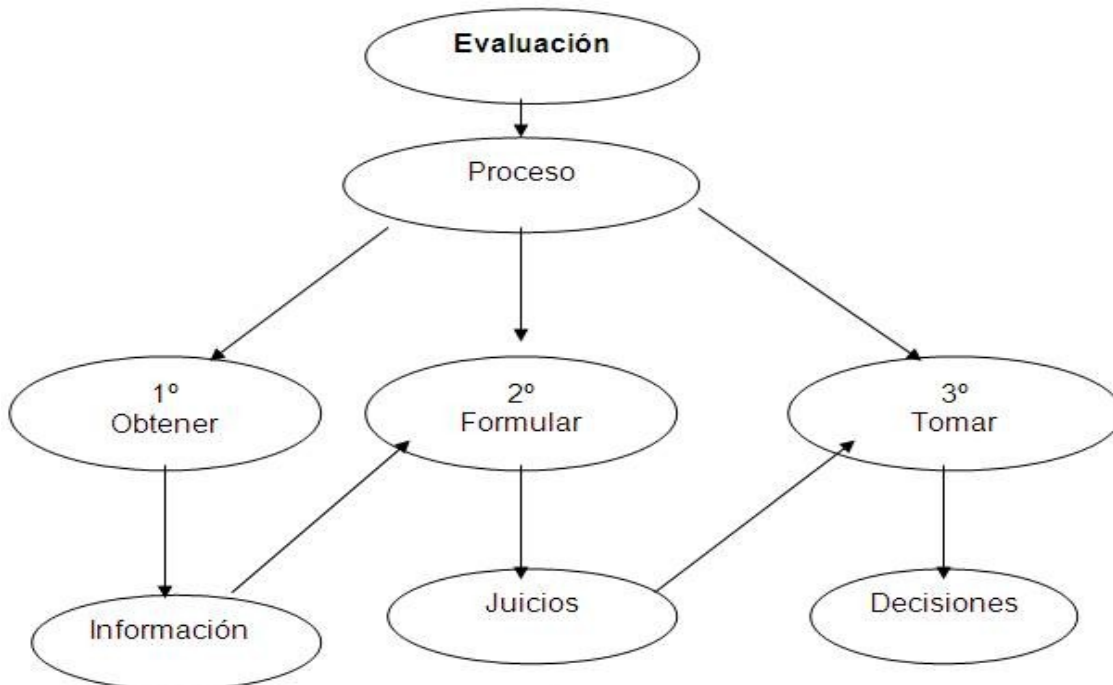 Evaluación
Proceso
1º
Obtener
2º
Formular
3º
Tomar
Información
Juicios
Decisiones